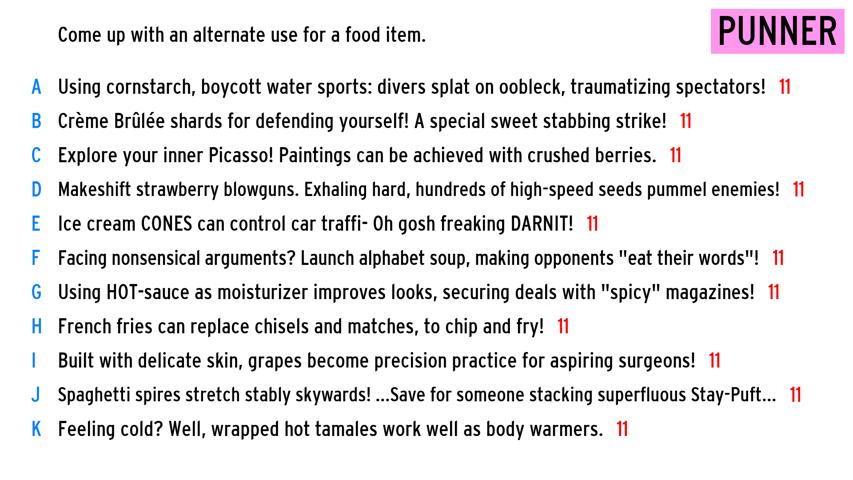 Come up with an alternate use for a food item.
PUNNER
A Using cornstarch, boycott water sports: divers splat on oobleck, traumatizing spectators! 11
B Crème Brûlée shards for defending yourself! A special sweet stabbing strike! 11
C Explore your inner Picasso! Paintings can be achieved with crushed berries. 11
D Makeshift strawberry blowguns. Exhaling hard, hundreds of high-speed seeds pummel enemies! 11
E Ice cream CONES can control car traffi- Oh gosh freaking DARNIT! 11
F Facing nonsensical arguments? Launch alphabet soup, making opponents "eat their words"! 11
G Using HOT-sauce as moisturizer improves looks, securing deals with "spicy" magazines! 11
H French fries can replace chisels and matches, to chip and fry! 11
I Built with delicate skin, grapes become precision practice for aspiring surgeons! 11
J Spaghetti spires stretch stably skywards! ...Save for someone stacking superfluous Stay-Puft... 11
K Feeling cold? Well, wrapped hot tamales work well as body warmers. 11